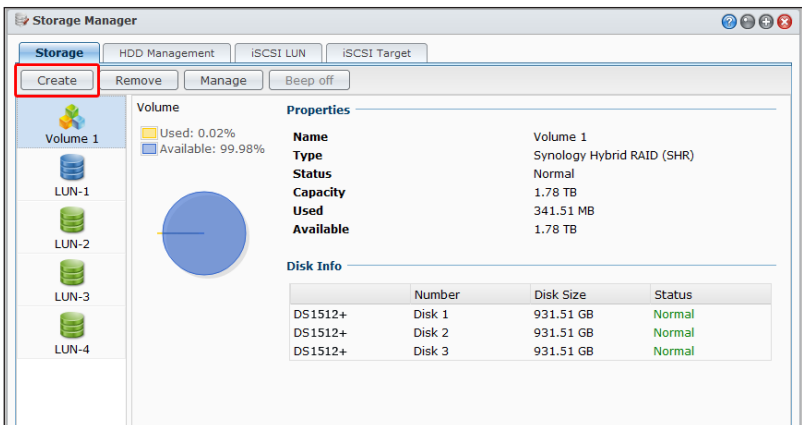 Storage Manager
Storage HDD Management iSCSI LUN iSCSI Target
Create Remove Manage Beep off
Volume 1
LUN-1
LUN-2
LUN-3
LUN-4
Volume
Used: 0.02%
Available: 99.98%
Properties
Name Volume 1
Type Synology Hybrid RAID (SHR)
Status Normal
Capacity 1.78 TB
Used 341.51 MB
Available 1.78 TB
Disk Info
Number Disk Size Status
DS1512+ Disk 1 931.51 GB Normal
DS1512+ Disk 2 931.51 GB Normal
DS1512+ Disk 3 931.51 GB Normal